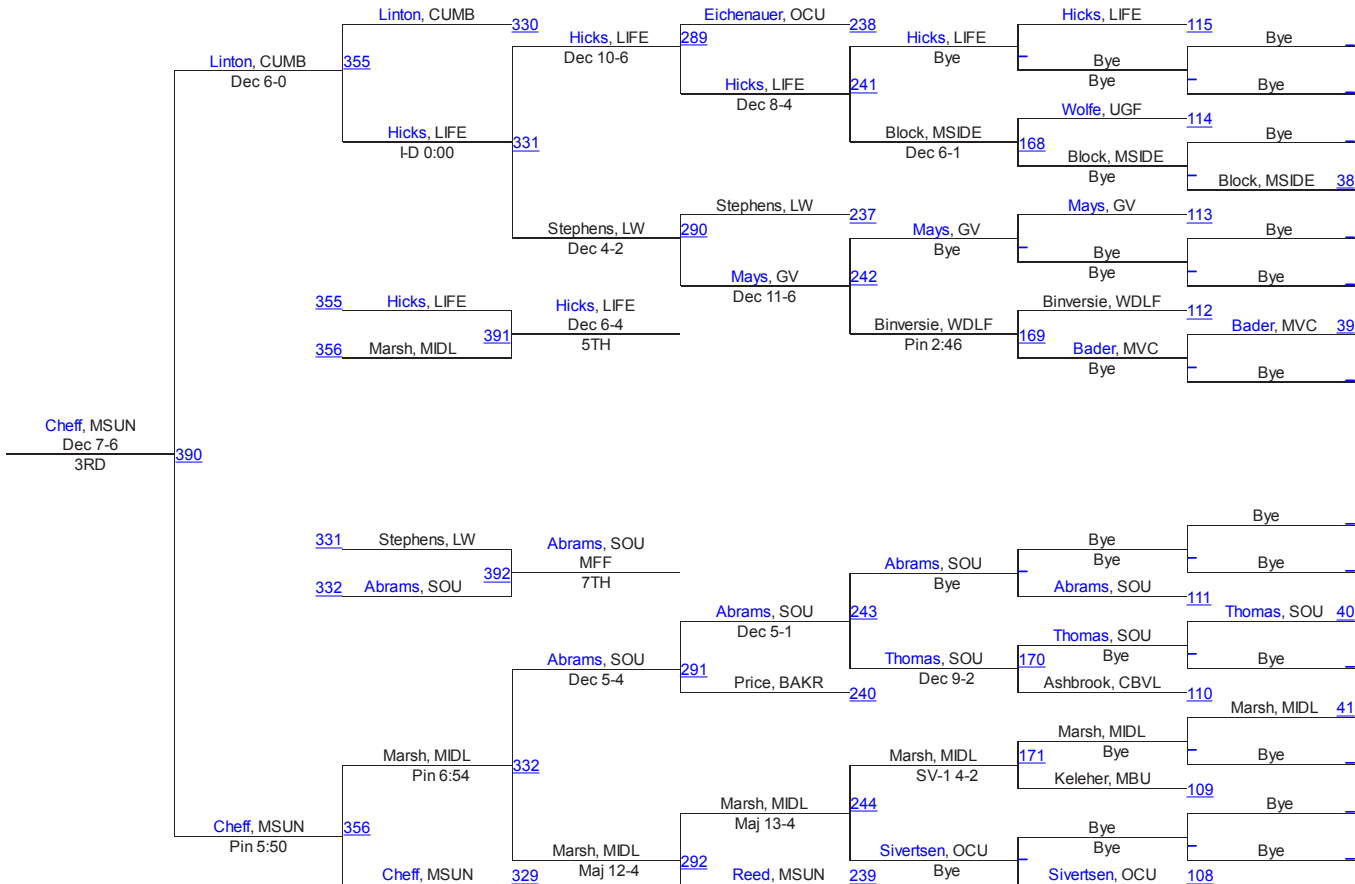 Linton, CUMB
330
Eichenauer, OCU
238
Hicks, LIFE
115
Hicks, LIFE
289
Hicks, LIFE
Bye
Dec 10-6
Bye
Linton, CUMB
355
Bye
Dec 6-0
Bye
Hicks, LIFE
241
Bye
Dec 8-4
Wolfe, UGF
114
Hicks, LIFE
331
Block, MSIDE
168
Bye
I-D 0:00
Dec 6-1
Block, MSIDE
Bye
Block, MSIDE
38
Stephens, LW
237
Mays, GV
113
Stephens, LW
290
Mays, GV
Bye
Dec 4-2
Bye
Bye
Mays, GV
242
Bye
Bye
Dec 11-6
355
Hicks, LIFE
Hicks, LIFE
Binversie, WDLF
112
Dec 6-4
Binversie, WDLF
169
Bader, MVC
39
391
5TH
Pin 2:46
356
Marsh, MIDL
Bader, MVC
Bye
Bye
Cheff, MSUN
Dec 7-6
390
3RD
Bye
331
Stephens, LW
Abrams, SOU
Bye
MFF
Bye
392
7TH
Abrams, SOU
Bye
Bye
332
Abrams, SOU
Abrams, SOU
111
Abrams, SOU
243
Thomas, SOU
40
Dec 5-1
Thomas, SOU
Abrams, SOU
291
Thomas, SOU
170
Bye
Dec 5-4
Dec 9-2
Bye
Price, BAKR
240
Ashbrook, CBVL
110
Marsh, MIDL
41
Marsh, MIDL
Marsh, MIDL
332
Marsh, MIDL
171
Bye
Pin 6:54
SV-1 4-2
Bye
Keleher, MBU
109
Marsh, MIDL
244
Bye
Maj 13-4
Cheff, MSUN
356
Bye
Pin 5:50
Bye
Marsh, MIDL
292
Sivertsen, OCU
Bye
Maj 12-4
Bye
Cheff, MSUN
329
Reed, MSUN
239
Sivertsen, OCU
108